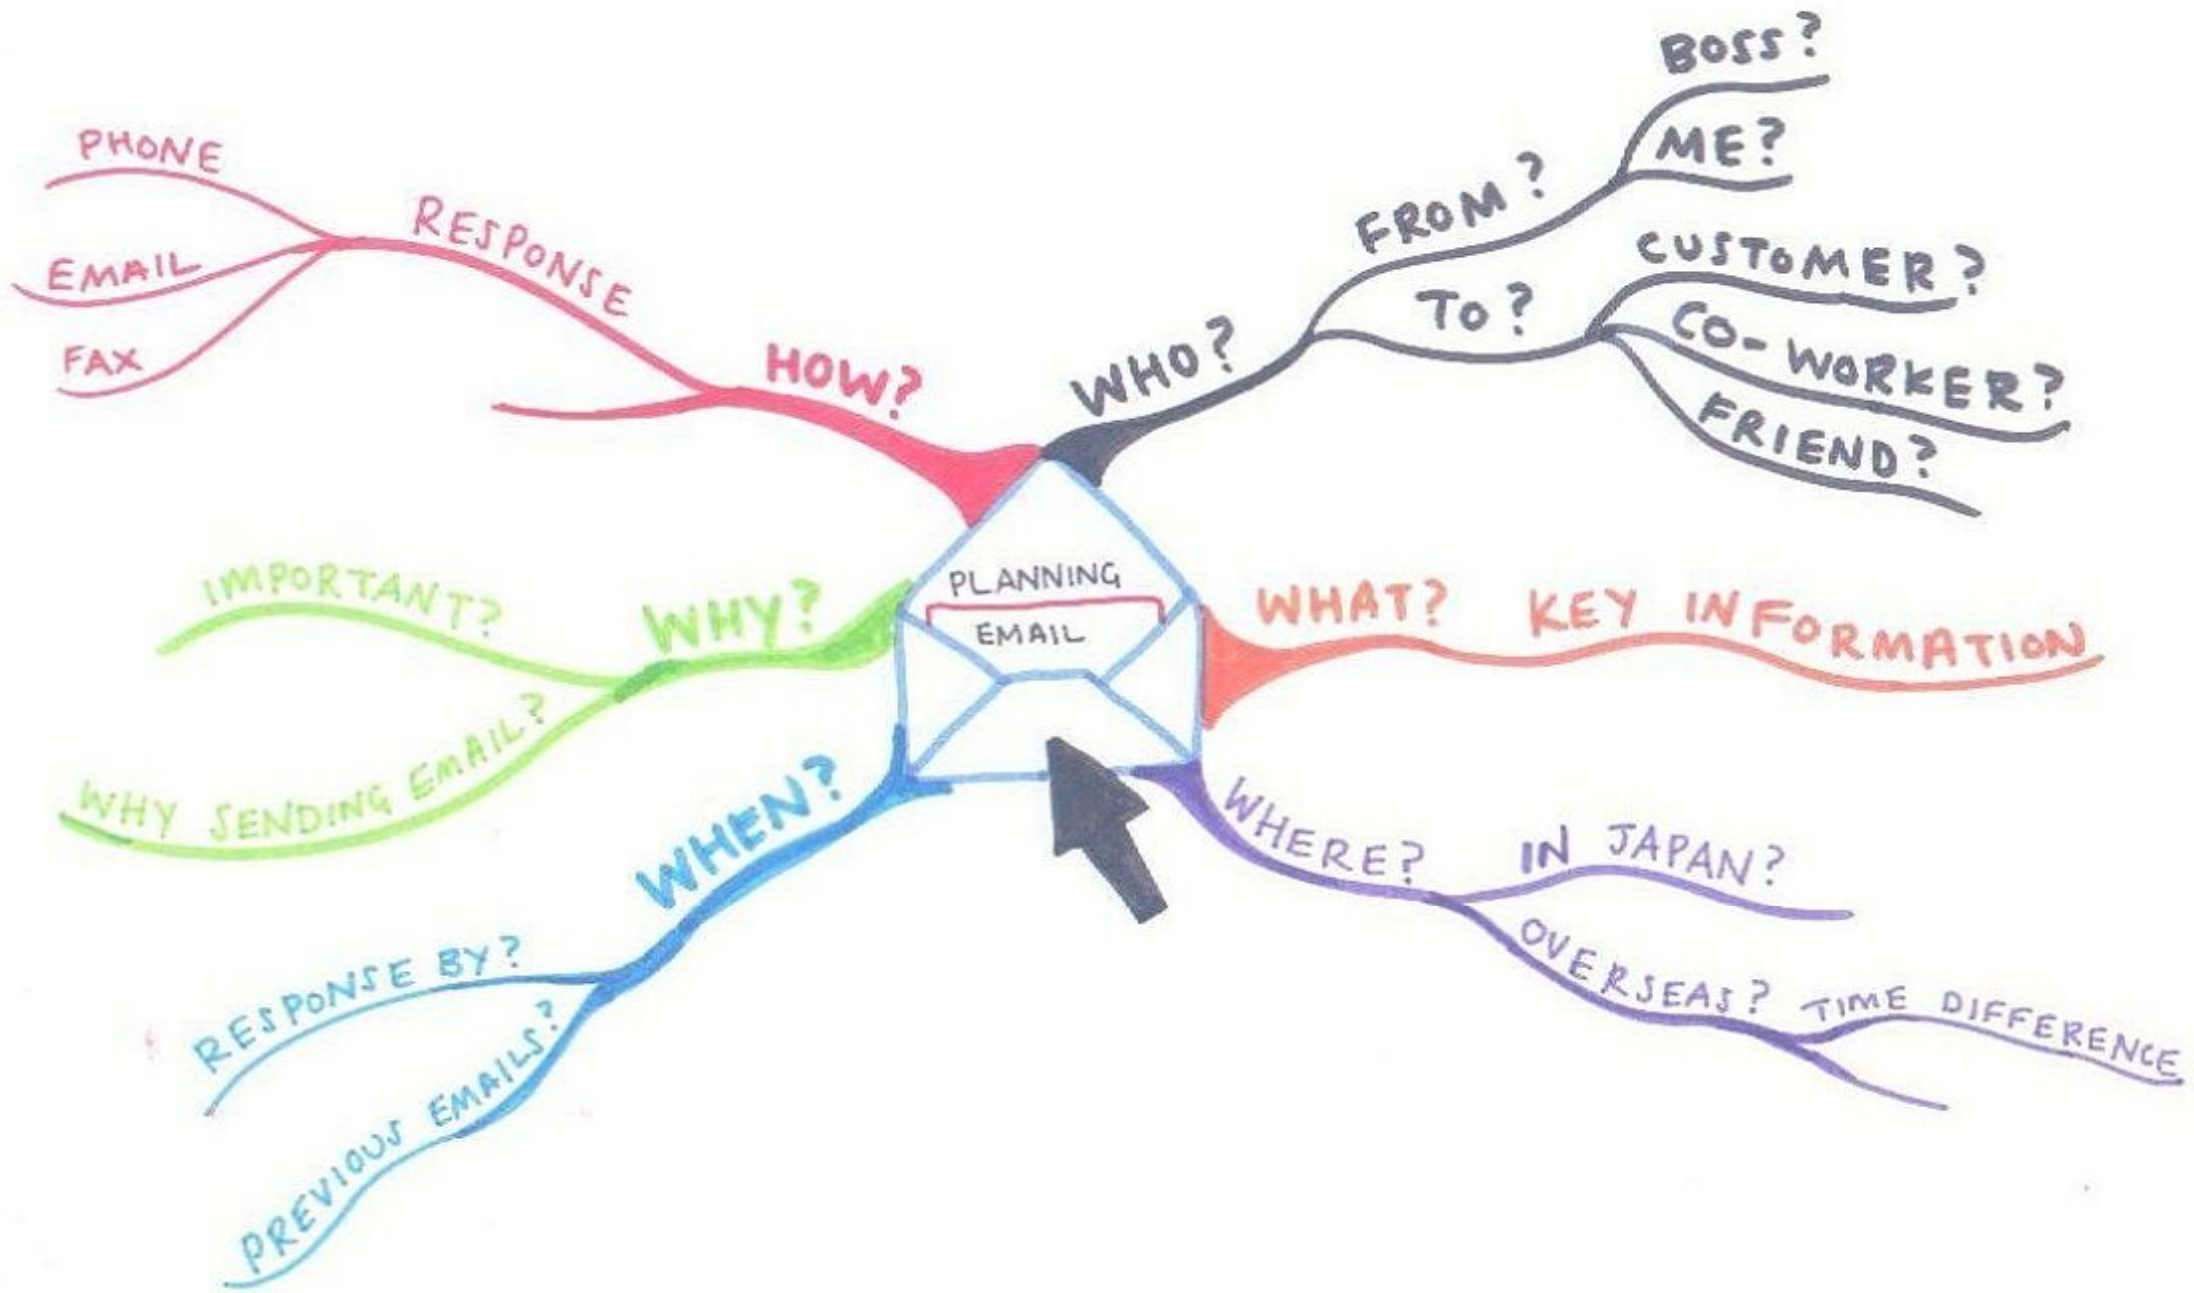 PLANNING
EMAIL
WHO?
FROM?
BOSS?
ME?
TO?
CUSTOMER?
CO-WORKER?
FRIEND?
WHAT? KEY INFORMATION
WHERE?
IN JAPAN?
OVERSEAS?
TIME DIFFERENCE
WHEN?
RESPONSE BY?
PREVIOUS EMAILS?
WHY?
IMPORTANT?
WHY SENDING EMAIL?
HOW?
RESPONSE
PHONE
EMAIL
FAX